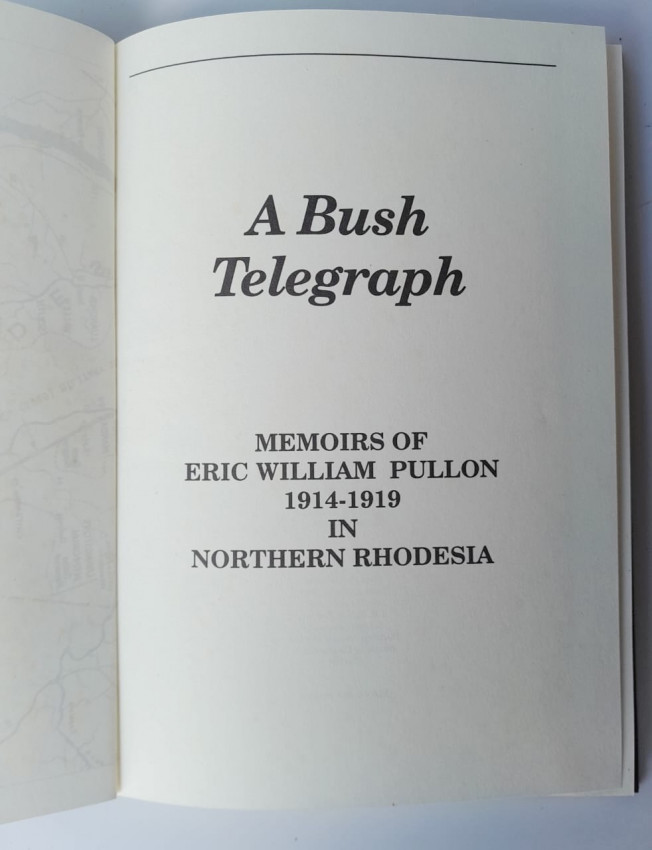 A Bush
Telegraph
MEMOIRS OF
ERIC WILLIAM PULLON
1914-1919
IN
NORTHERN RHODESIA